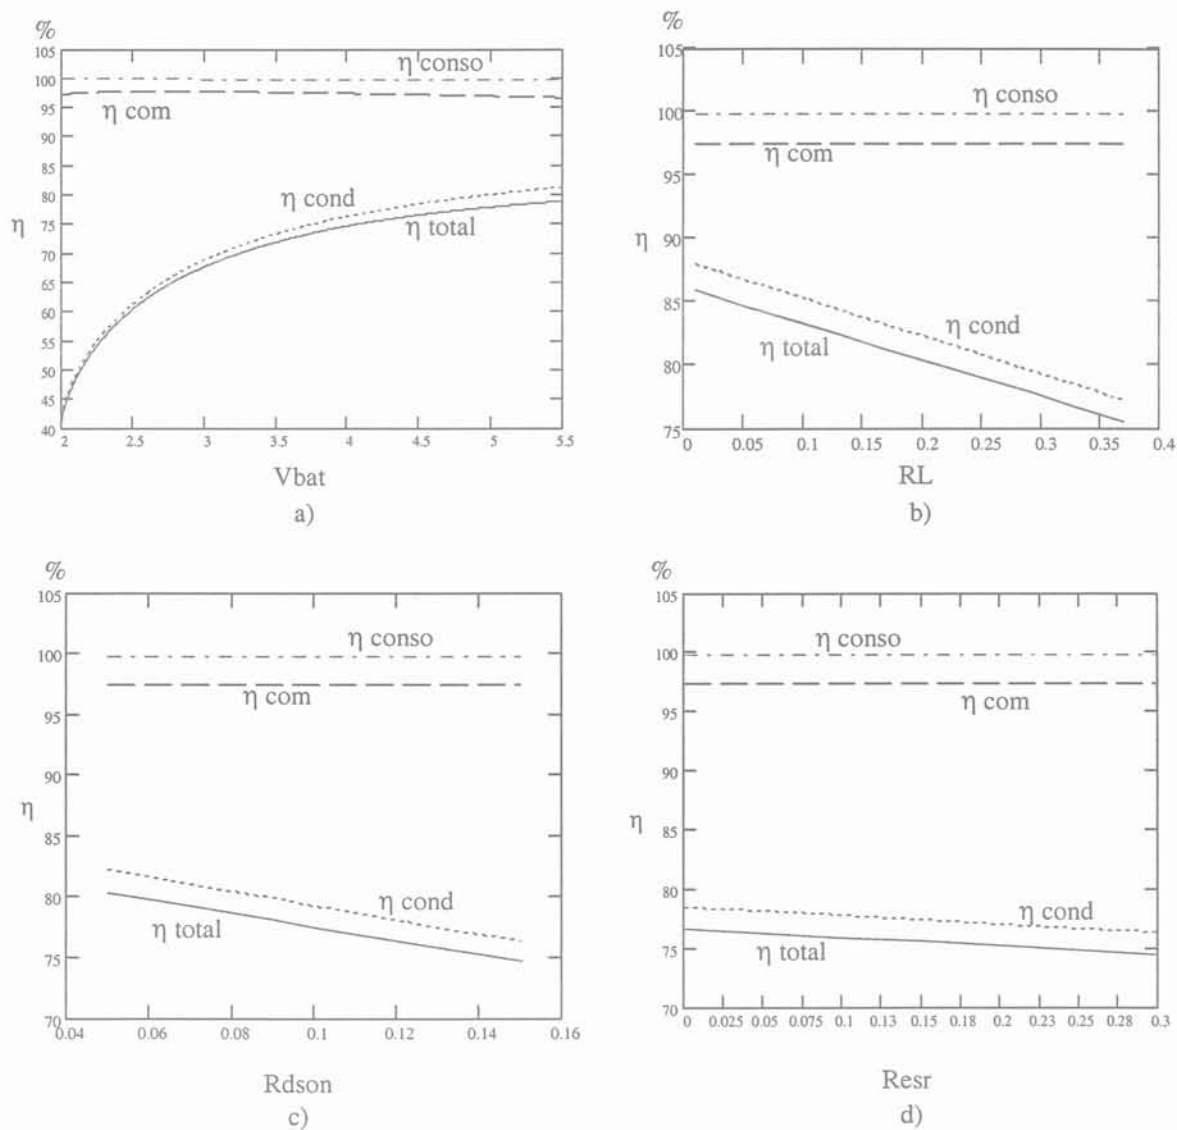 %
105
100
95
90
85
80
75
70
65
60
55
50
45
40
η
η conso
η com
η cond
η total
2 2.5 3 3.5 4 4.5 5 5.5
Vbat
a)
%
105
100
95
90
85
80
75
η
η conso
η com
η cond
η total
0 0.05 0.1 0.15 0.2 0.25 0.3 0.35 0.4
RL
b)
%
105
100
95
90
85
80
75
70
η
η conso
η com
η cond
η total
0.04 0.06 0.08 0.1 0.12 0.14 0.16
Rdson
c)
%
105
100
95
90
85
80
75
70
η
η conso
η com
η cond
η total
0 0.025 0.05 0.075 0.1 0.13 0.15 0.18 0.2 0.23 0.25 0.28 0.3
Resr
d)